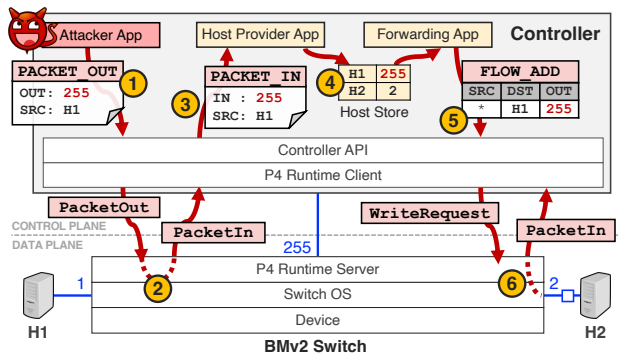 Attacker App
Host Provider App
Forwarding App
Controller
PACKET_OUT
OUT: 255
SRC: H1
1
3
PACKET_IN
IN : 255
SRC: H1
4
H1 255
H2 2
Host Store
5
FLOW_ADD
SRC DST OUT
* H1 255
Controller API
P4 Runtime Client
PacketOut
PacketIn
WriteRequest
PacketIn
CONTROL PLANE
DATA PLANE
255
P4 Runtime Server
1
2
Switch OS
6
2
Device
H1
H2
BMv2 Switch